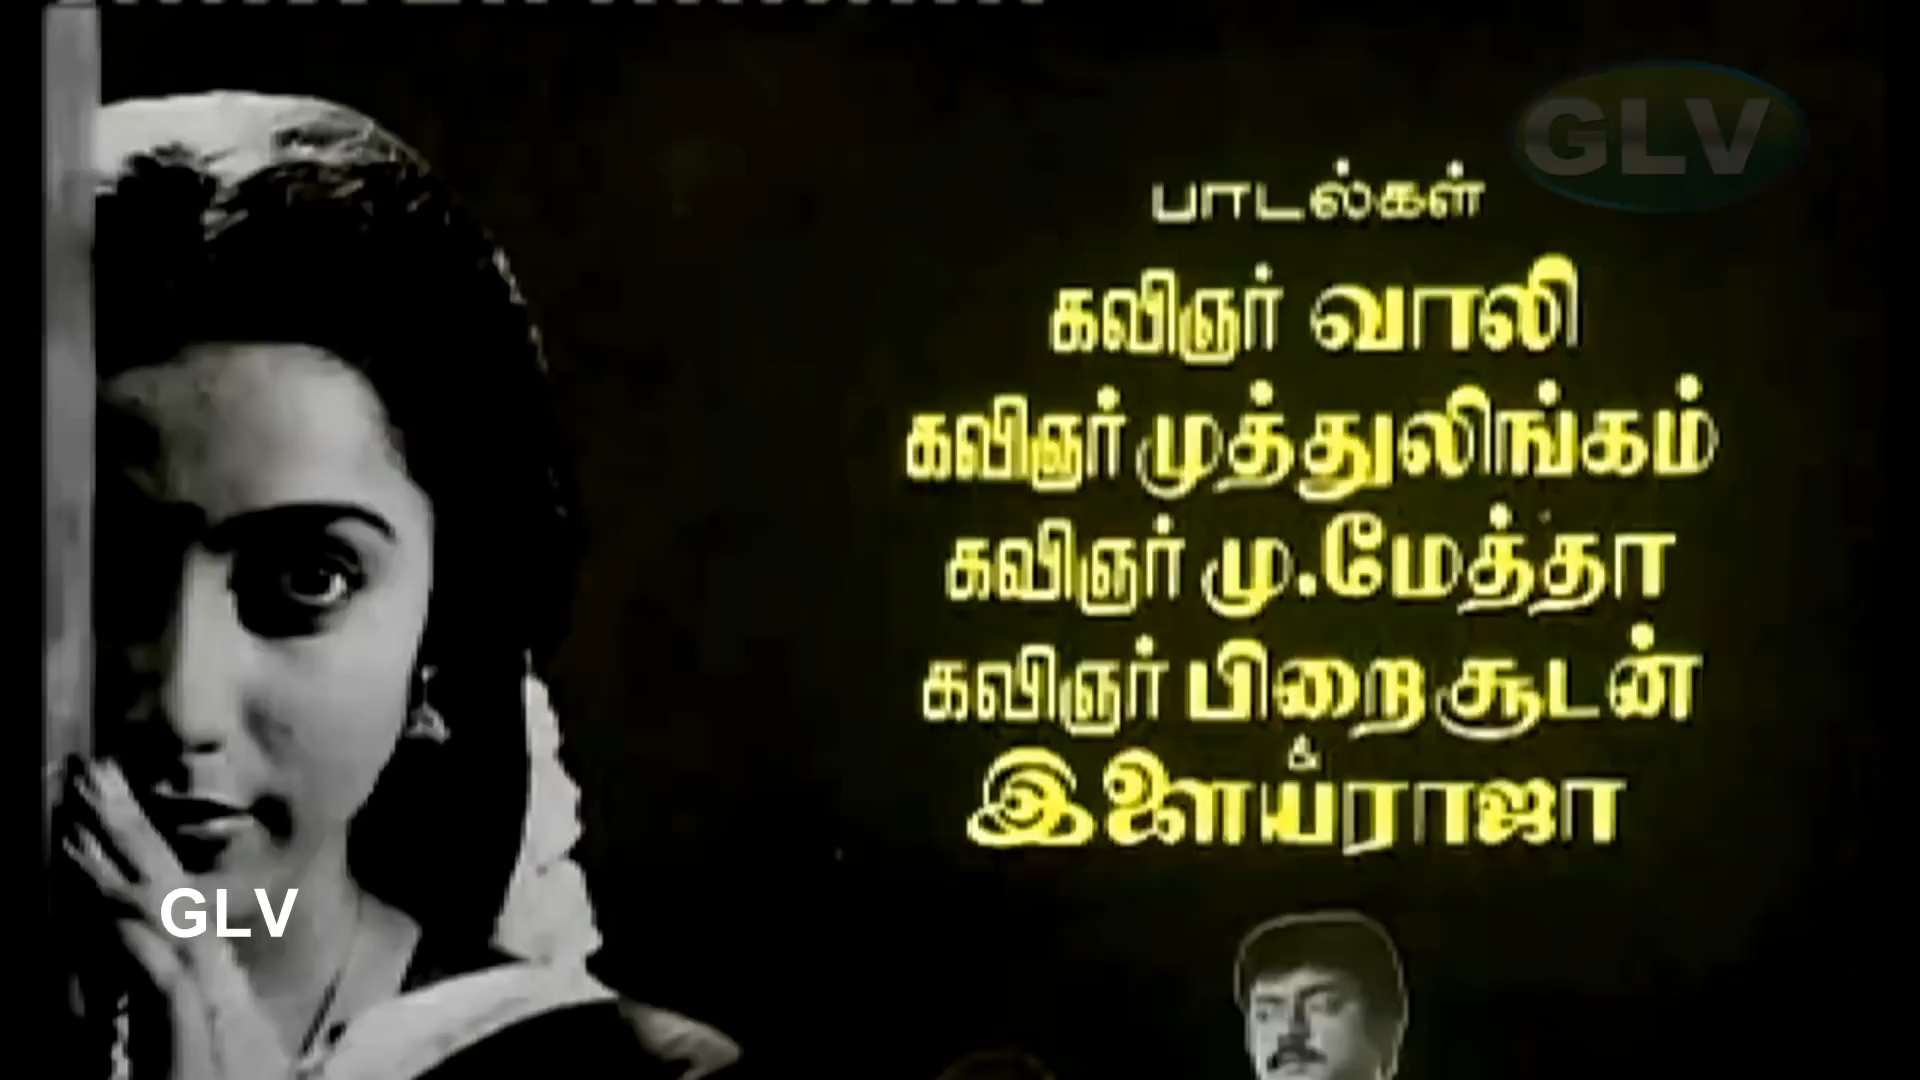 GLV
பாடல்கள்
கவிஞர் வாலி
கவிஞர் முத்துலிங்கம்
கவிஞர் மு.மேத்தா
கவிஞர் பிறைசூடன்
&
இளையராஜா
GLV